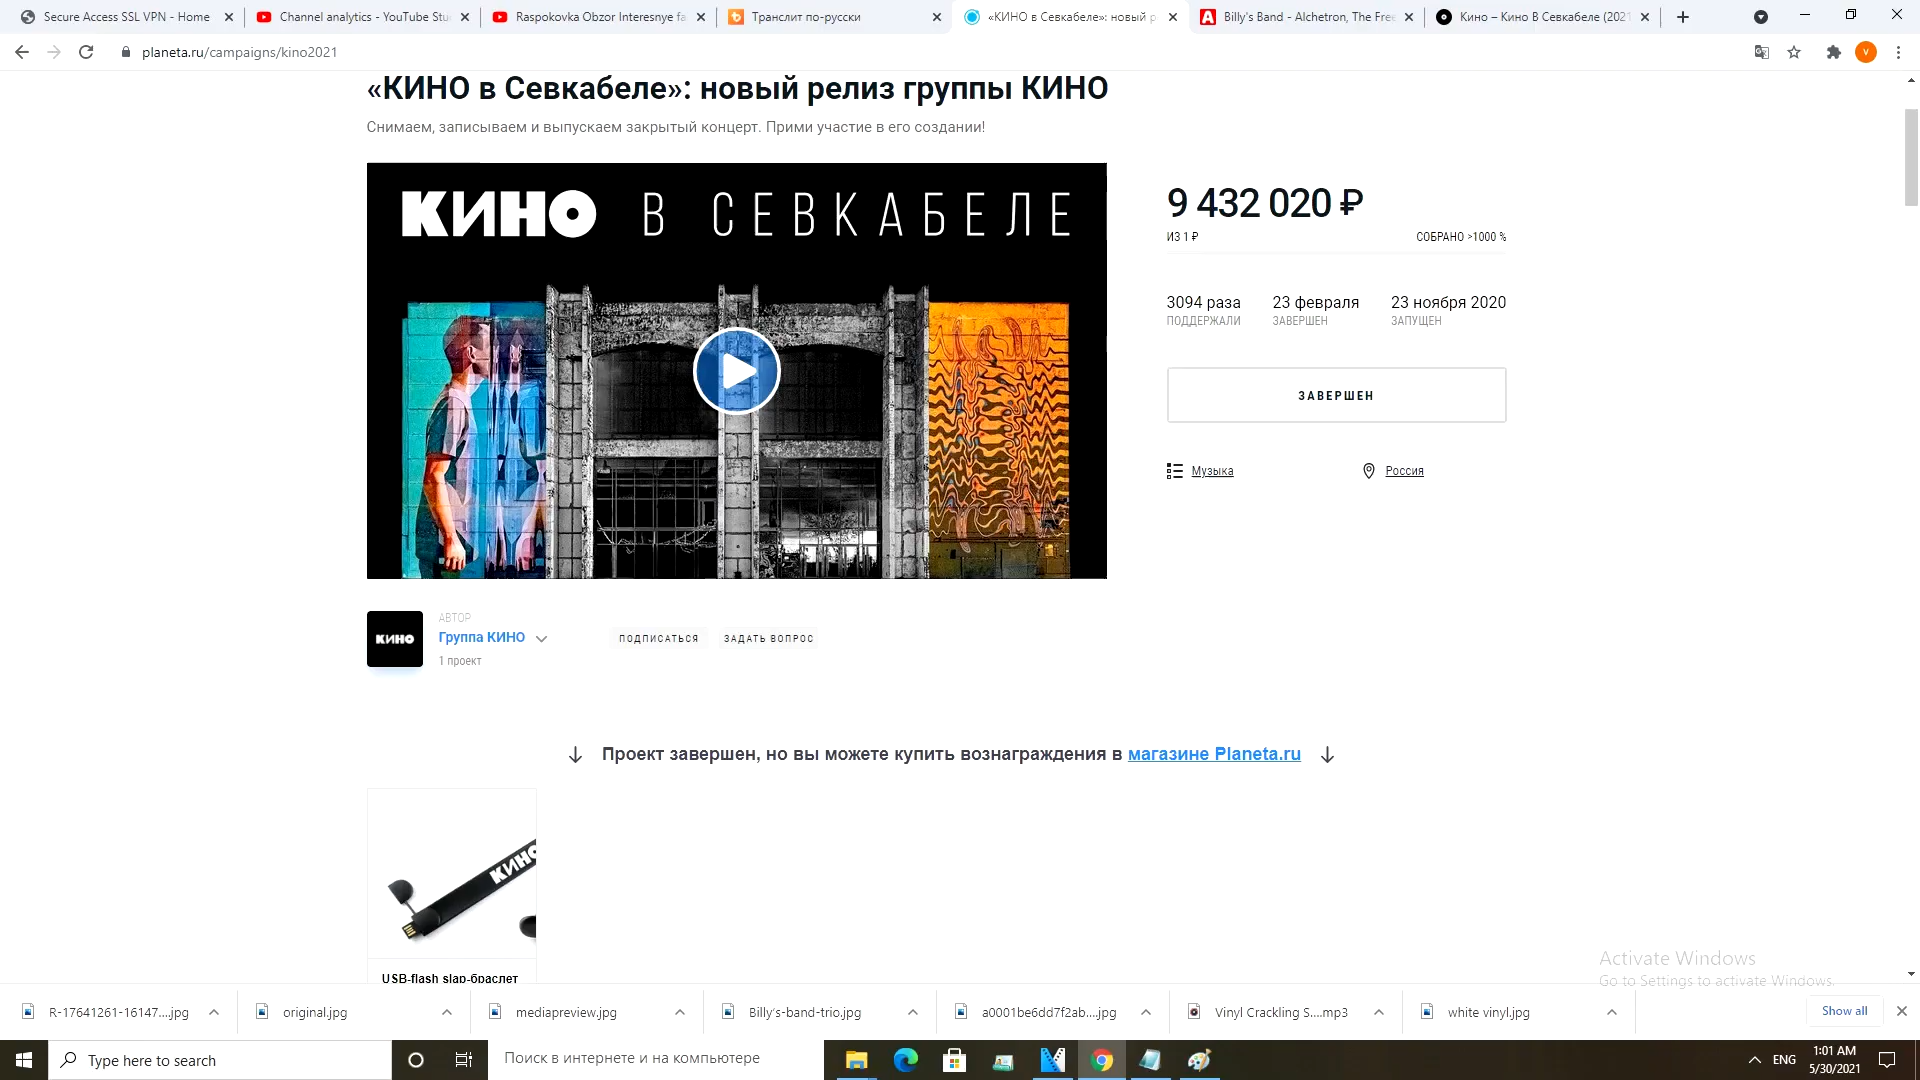 Secure Access SSL VPN - Home
Channel analytics - YouTube Stu
Raspokovka Obzor Interesnye fa
Транслит по-русски
«КИНО в Севкабеле»: новый р
Billy's Band - Alchetron, The Free
Кино – Кино В Севкабеле (2021
planeta.ru/campaigns/kino2021
V
«КИНО в Севкабеле»: новый релиз группы КИНО
Снимаем, записываем и выпускаем закрытый концерт. Прими участие в его создании!
КИНО В СЕВКАБЕЛЕ
9 432 020 ₽
ИЗ 1 ₽
СОБРАНО >1000 %
3094 раза
23 февраля
23 ноября 2020
ПОДДЕРЖАЛИ
ЗАВЕРШЕН
ЗАПУЩЕН
ЗАВЕРШЕН
Музыка
Россия
КИНО
АВТОР
Группа КИНО
1 проект
ПОДПИСАТЬСЯ
ЗАДАТЬ ВОПРОС
Проект завершен, но вы можете купить вознаграждения в магазине Planeta.ru
КИНО
USB-flash slap-браслет
Activate Windows
Go to Settings to activate Windows.
R-17641261-16147....jpg
original.jpg
mediapreview.jpg
Billy's-band-trio.jpg
a0001be6dd7f2ab....jpg
Vinyl Crackling S....mp3
white vinyl.jpg
Show all
Type here to search
Поиск в интернете и на компьютере
ENG
1:01 AM
5/30/2021